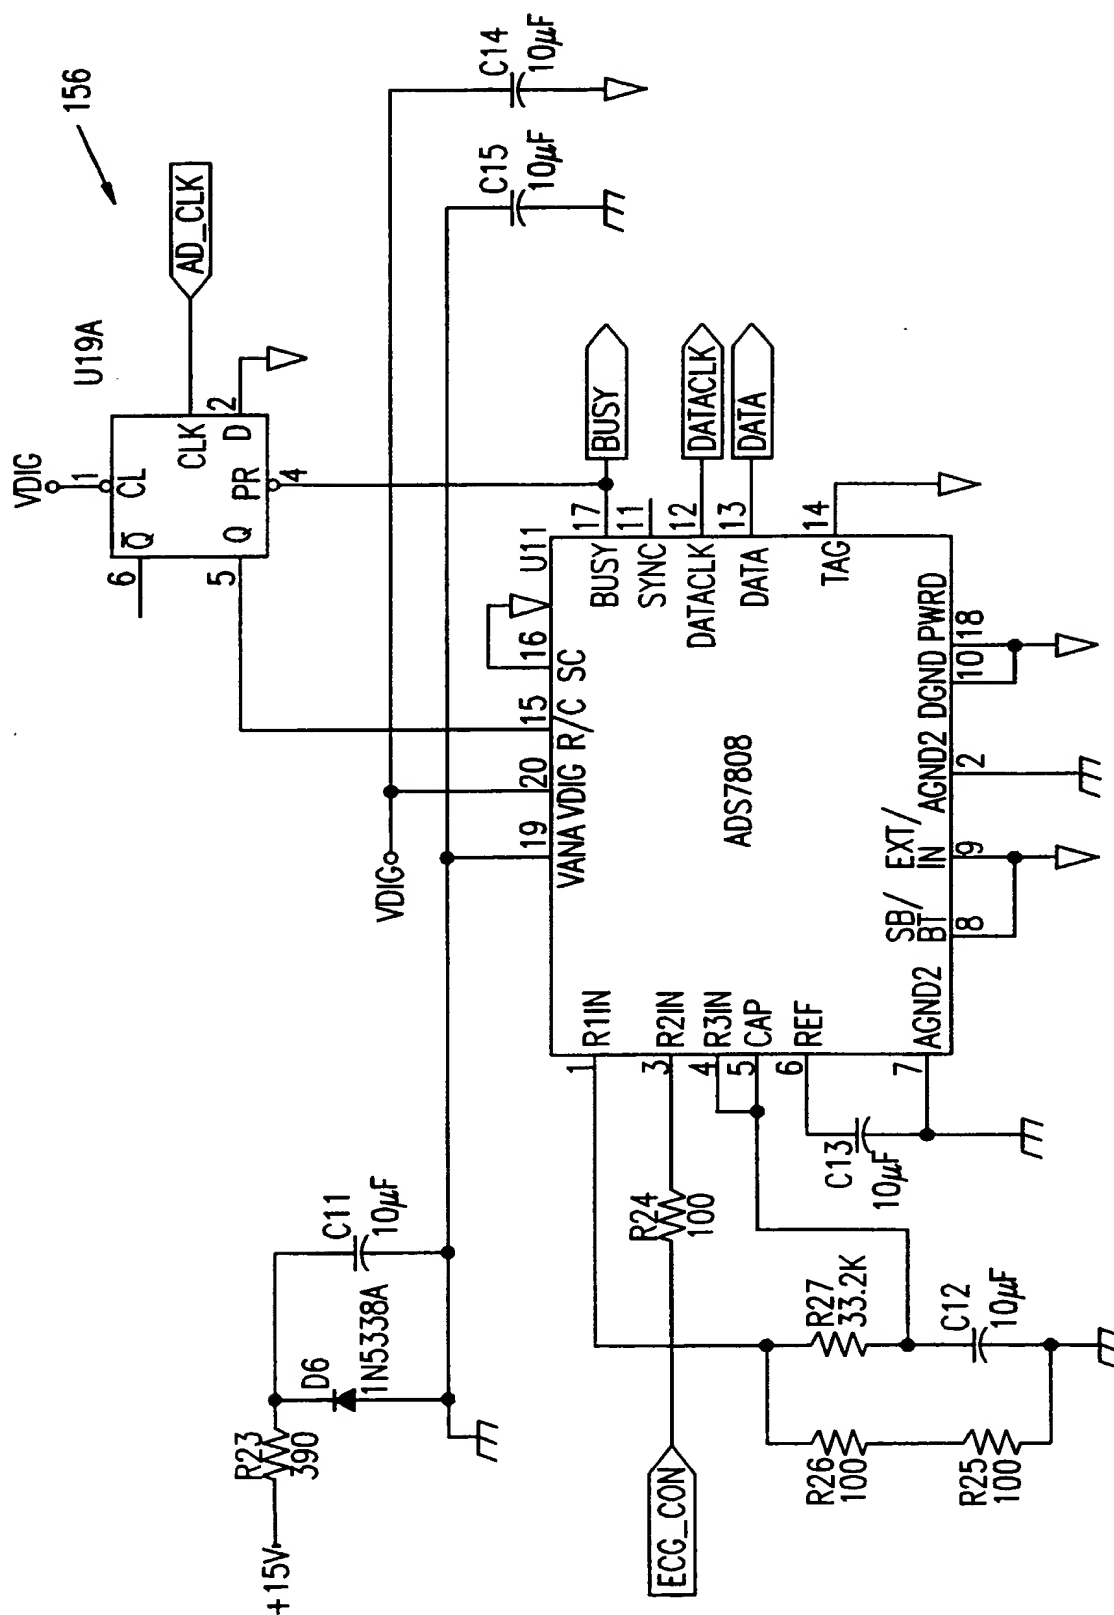 156
VDIG
1
U19A
6
Q̅
CL
CLK
AD_CLK
5
Q
PR
D
2
4
C14
10µF
C15
10µF
VDIG
+15V
R23
390
D6
1N5338A
C11
10µF
19
20
15
16
U11
VANA
VDIG
R/C
SC
BUSY
17
BUSY
SYNC
11
DATACLK
12
DATACLK
DATA
13
DATA
TAG
14
ADS7808
1
R1IN
3
R2IN
4
R3IN
5
CAP
6
REF
7
AGND2
SB/
BT
EXT/
IN
AGND2
DGND
PWRD
8
9
2
10
18
ECG_CON
R24
100
C13
10µF
R27
33.2K
C12
10µF
R26
100
R25
100